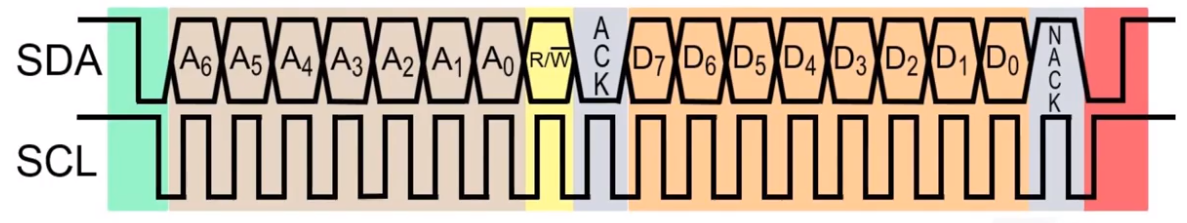 SDA A6 A5 A4 A3 A2 A1 A0 R/W̅ ACK D7 D6 D5 D4 D3 D2 D1 D0 NACK
SCL